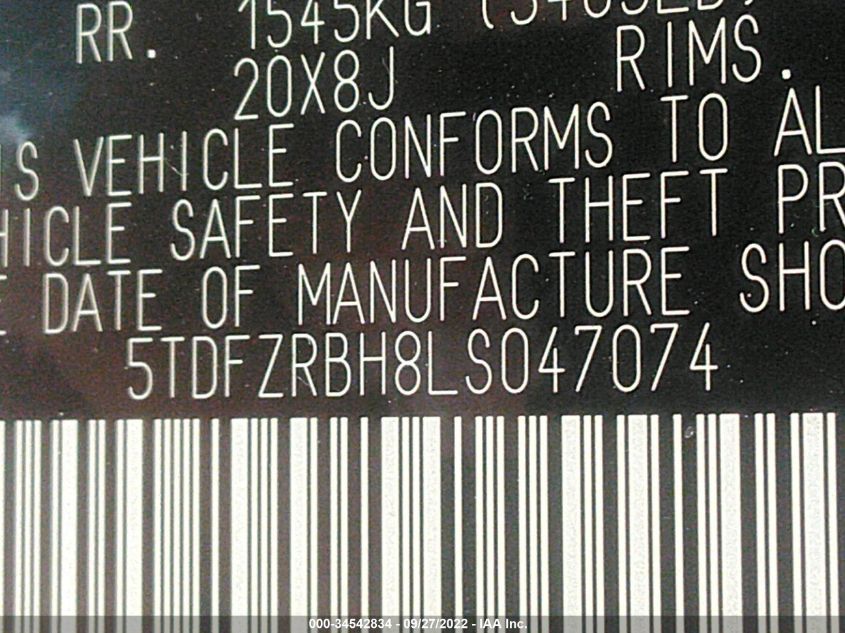 RR. 1545KG (3405LB)
20X8J RIMS.
IS VEHICLE CONFORMS TO AL
HICLE SAFETY AND THEFT PR
E DATE OF MANUFACTURE SHO
5TDFZRBH8LS047074
000-34542834 - 09/27/2022 - IAA Inc.